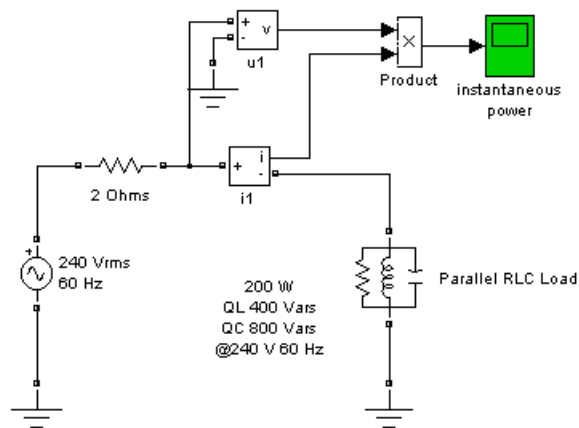 +
-
v
u1
×
Product
instantaneous
power
2 Ohms
+
i
-
i1
+
240 Vrms
60 Hz
200 W
QL 400 Vars
QC 800 Vars
@240 V 60 Hz
Parallel RLC Load